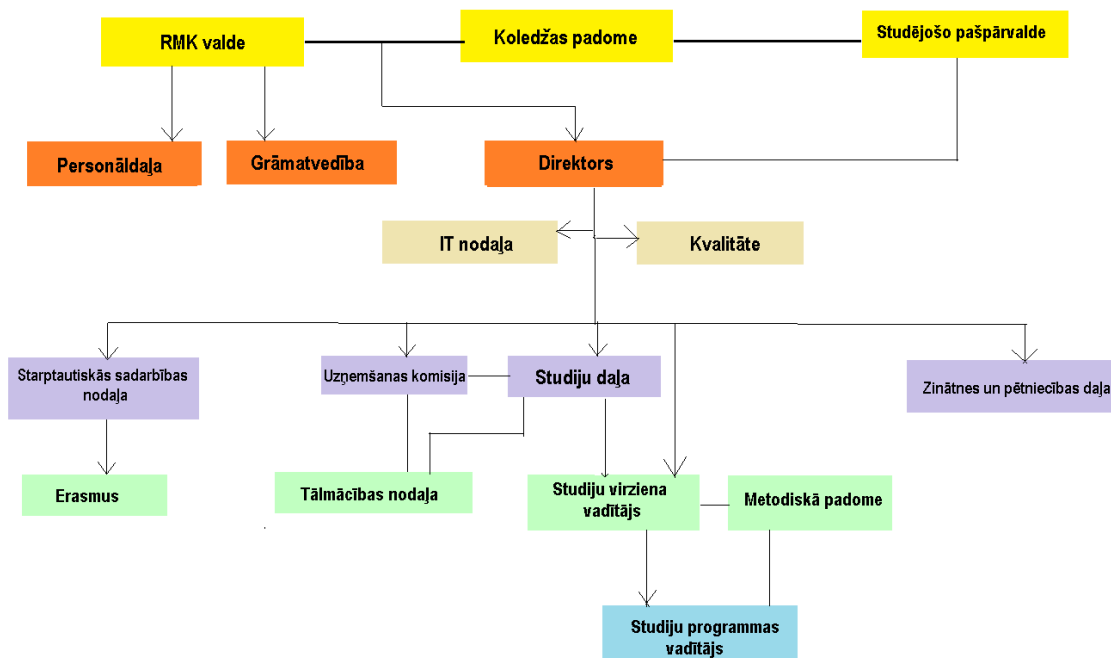 RMK valde
Koledžas padome
Studējošo pašpārvalde
Personāldaļa
Grāmatvedība
Direktors
IT nodaļa
Kvalitāte
Starptautiskās sadarbības
nodaļa
Uzņemšanas komisija
Studiju daļa
Zinātnes un pētniecības daļa
Erasmus
Tālmācības nodaļa
Studiju virziena
vadītājs
Metodiskā padome
Studiju programmas
vadītājs